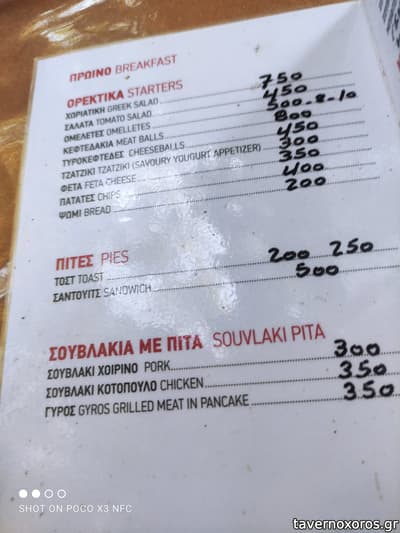 ΠΡΩΙΝΟ BREAKFAST
ΟΡΕΚΤΙΚΑ STARTERS
ΧΩΡΙΑΤΙΚΗ GREEK SALAD 750
ΣΑΛΑΤΑ TOMATO SALAD 450
ΟΜΕΛΕΤΕΣ OMELLETES 500-8-10
ΚΕΦΤΕΔΑΚΙΑ MEAT BALLS 800
ΤΥΡΟΚΕΦΤΕΔΕΣ CHEESEBALLS 450
TZATZIKI TZATZIKI (SAVOURY YOUGURT APPETIZER) 300
ΦΕΤΑ FETA CHEESE 350
ΠΑΤΑΤΕΣ CHIPS 400
ΨΩΜΙ BREAD 200
ΠΙΤΕΣ PIES
ΤΟΣΤ TOAST 200 250
ΣΑΝΤΟΥΙΤΣ SANDWICH 500
ΣΟΥΒΛΑΚΙΑ ΜΕ ΠΙΤΑ SOUVLAKI PITA
ΣΟΥΒΛΑΚΙ ΧΟΙΡΙΝΟ PORK 300
ΣΟΥΒΛΑΚΙ ΚΟΤΟΠΟΥΛΟ CHICKEN 350
ΓΥΡΟΣ GYROS GRILLED MEAT IN PANCAKE 350
SHOT ON POCO X3 NFC
tavernoxoros.gr